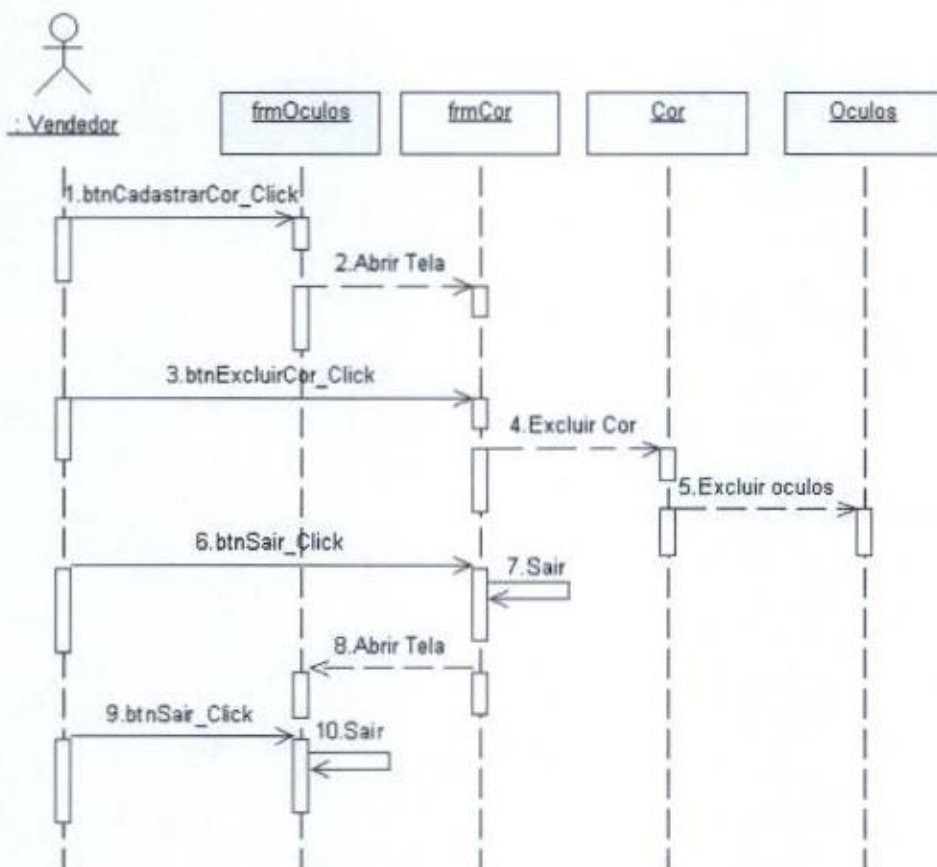 : Vendedor
frmOculos
frmCor
Cor
Oculos
1.btnCadastrarCor_Click
2.Abrir Tela
3.btnExcluirCor_Click
4.Excluir Cor
5.Excluir oculos
6.btnSair_Click
7.Sair
8.Abrir Tela
9.btnSair_Click
10.Sair